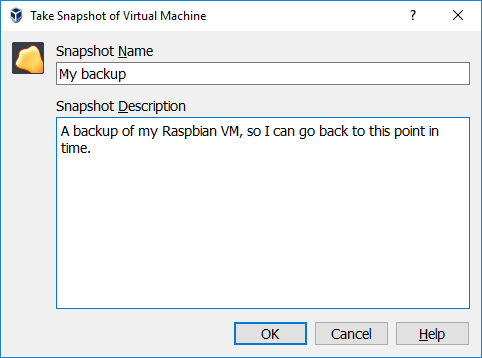 Take Snapshot of Virtual Machine
?
Snapshot Name
My backup
Snapshot Description
A backup of my Raspbian VM, so I can go back to this point in
time.
OK Cancel Help